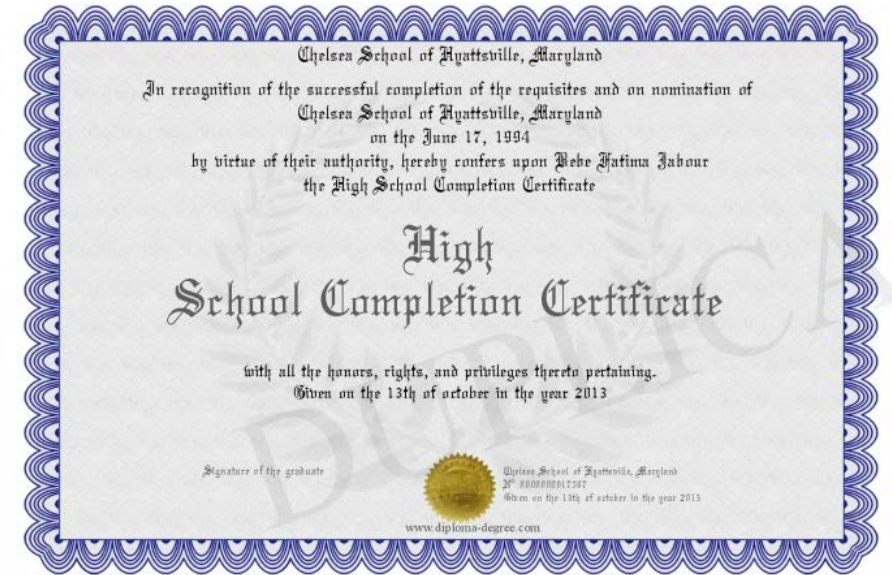 Chelsea School of Hyattsville, Maryland
In recognition of the successful completion of the requisites and on nomination of
Chelsea School of Hyattsville, Maryland
on the June 17, 1994
by virtue of their authority, hereby confers upon Bebe Fatima Jabour
the High School Completion Certificate
High
School Completion Certificate
with all the honors, rights, and privileges thereto pertaining.
Given on the 13th of october in the year 2013
Signature of the graduate
Chelsea School of Hyattsville, Maryland
Given on the 13th of october in the year 2013
www.diploma-degree.com
DUPLICA